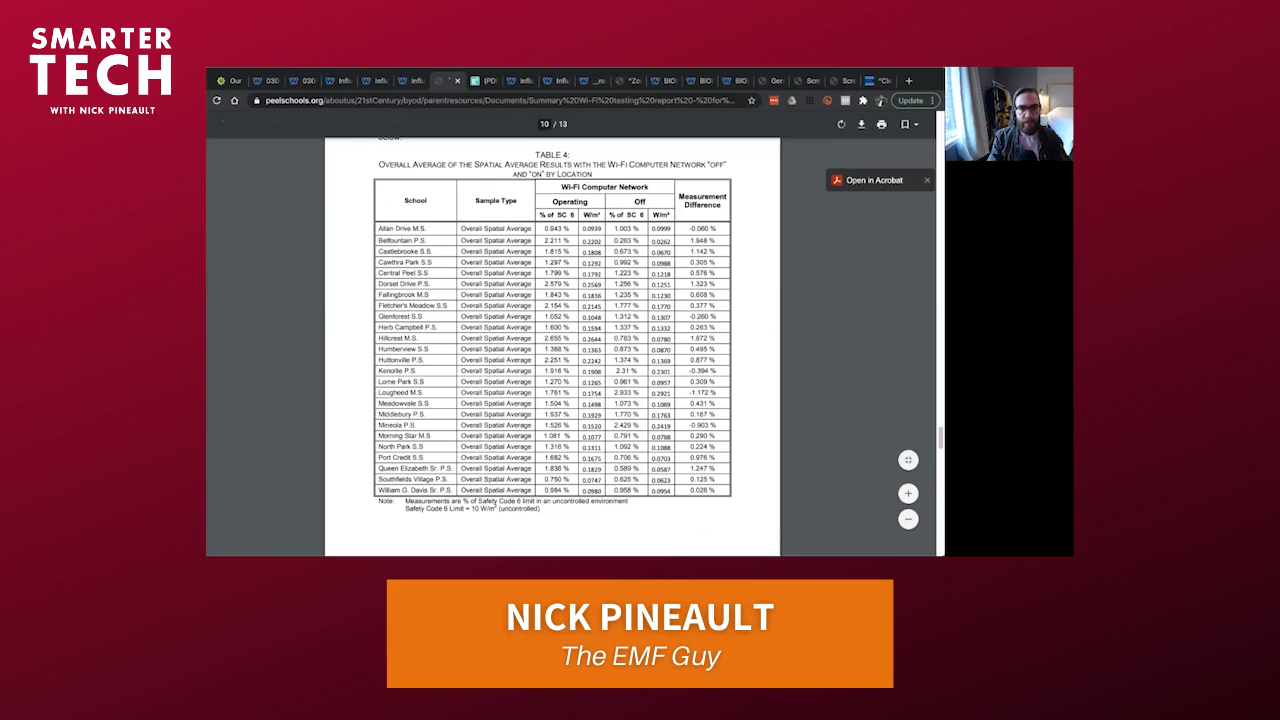 SMARTER
TECH
WITH NICK PINEAULT
Our
030
030
Influ
Influ
Influ
[PD
Influ
Influ
_n
"Zo
BIO
BIO
BIO
Ger
Scr
Scr
"Cle
peelschools.org/aboutus/21stCentury/byod/parentresources/Documents/Summary%20Wi-Fi%20testing%20report%20-%20for%...
Update
10 / 13
Open in Acrobat
TABLE 4:
OVERALL AVERAGE OF THE SPATIAL AVERAGE RESULTS WITH THE WI-FI COMPUTER NETWORK "OFF"
AND "ON" BY LOCATION
School Sample Type Wi-Fi Computer Network Measurement Difference
Operating Off
% of SC 6 W/m² % of SC 6 W/m²
Allan Drive M.S. Overall Spatial Average 0.943 % 0.0939 1.003 % 0.0999 -0.060 %
Belfountain P.S. Overall Spatial Average 2.211 % 0.2202 0.263 % 0.0262 1.948 %
Castlebrooke S.S. Overall Spatial Average 1.815 % 0.1808 0.673 % 0.0670 1.142 %
Cawthra Park S.S Overall Spatial Average 1.297 % 0.1292 0.992 % 0.0988 0.305 %
Central Peel S.S Overall Spatial Average 1.799 % 0.1792 1.223 % 0.1218 0.576 %
Dorset Drive P.S. Overall Spatial Average 2.579 % 0.2569 1.256 % 0.1251 1.323 %
Fallingbrook M.S Overall Spatial Average 1.843 % 0.1836 1.235 % 0.1230 0.608 %
Fletcher's Meadow S.S Overall Spatial Average 2.154 % 0.2145 1.777 % 0.1770 0.377 %
Glenforest S.S Overall Spatial Average 1.052 % 0.1048 1.312 % 0.1307 -0.260 %
Herb Campbell P.S. Overall Spatial Average 1.600 % 0.1594 1.337 % 0.1332 0.263 %
Hillcrest M.S. Overall Spatial Average 2.655 % 0.2644 0.783 % 0.0780 1.872 %
Humberview S.S Overall Spatial Average 1.368 % 0.1363 0.873 % 0.0870 0.495 %
Huttonville P.S. Overall Spatial Average 2.251 % 0.2242 1.374 % 0.1369 0.877 %
Kenollie P.S. Overall Spatial Average 1.916 % 0.1908 2.31 % 0.2301 -0.394 %
Lorne Park S.S Overall Spatial Average 1.270 % 0.1265 0.961 % 0.0957 0.309 %
Lougheed M.S Overall Spatial Average 1.761 % 0.1754 2.933 % 0.2921 -1.172 %
Meadowvale S.S Overall Spatial Average 1.504 % 0.1498 1.073 % 0.1069 0.431 %
Middlebury P.S. Overall Spatial Average 1.937 % 0.1929 1.770 % 0.1763 0.167 %
Mineola P.S. Overall Spatial Average 1.526 % 0.1520 2.429 % 0.2419 -0.903 %
Morning Star M.S Overall Spatial Average 1.081 % 0.1077 0.791 % 0.0788 0.290 %
North Park S.S Overall Spatial Average 1.316 % 0.1311 1.092 % 0.1088 0.224 %
Port Credit S.S Overall Spatial Average 1.682 % 0.1675 0.706 % 0.0703 0.976 %
Queen Elizabeth Sr. P.S. Overall Spatial Average 1.836 % 0.1829 0.589 % 0.0587 1.247 %
Southfields Village P.S. Overall Spatial Average 0.750 % 0.0747 0.625 % 0.0623 0.125 %
William G. Davis Sr. P.S. Overall Spatial Average 0.984 % 0.0980 0.958 % 0.0954 0.026 %
Note: Measurements are % of Safety Code 6 limit in an uncontrolled environment
Safety Code 6 Limit = 10 W/m² (uncontrolled)
NICK PINEAULT
The EMF Guy